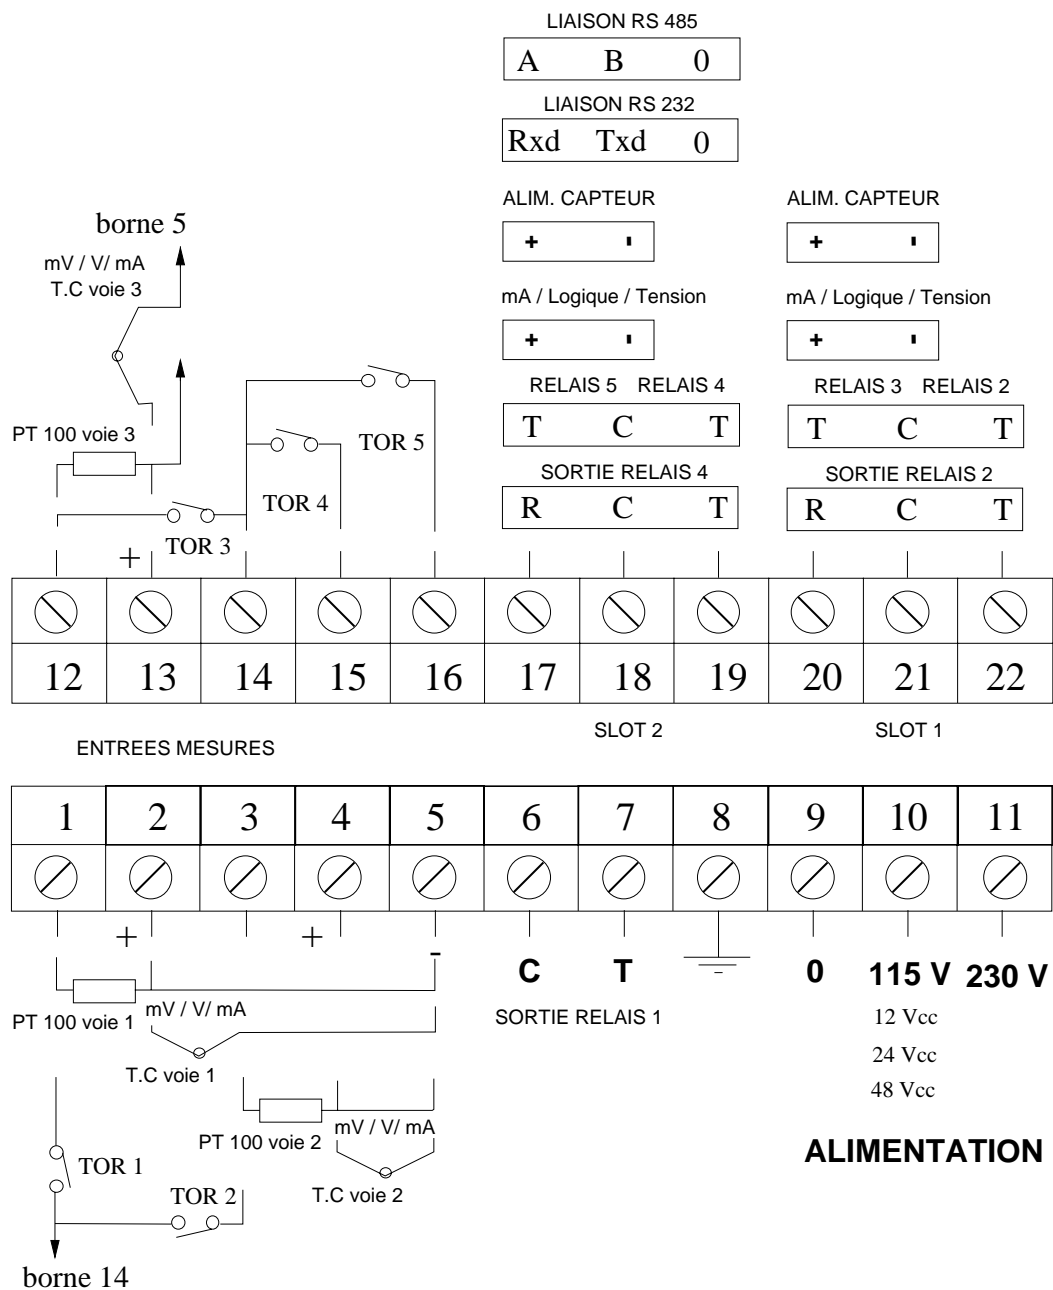 LIAISON RS 485
A B 0
LIAISON RS 232
Rxd Txd 0
ALIM. CAPTEUR ALIM. CAPTEUR
+ - + -
borne 5
mV / V/ mA
T.C voie 3
mA / Logique / Tension mA / Logique / Tension
+ - + -
RELAIS 5 RELAIS 4 RELAIS 3 RELAIS 2
T C T T C T
PT 100 voie 3
TOR 5
SORTIE RELAIS 4 SORTIE RELAIS 2
R C T R C T
TOR 4
TOR 3
+
12 13 14 15 16 17 18 19 20 21 22
SLOT 2 SLOT 1
ENTREES MESURES
1 2 3 4 5 6 7 8 9 10 11
+ + -
C T 0 115 V 230 V
PT 100 voie 1 mV / V/ mA
SORTIE RELAIS 1
12 Vcc
T.C voie 1
24 Vcc
48 Vcc
PT 100 voie 2 mV / V/ mA
ALIMENTATION
TOR 1
TOR 2
T.C voie 2
borne 14